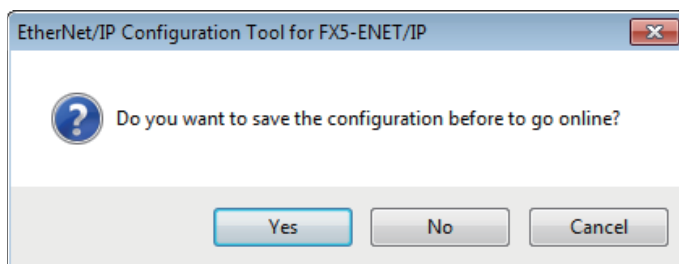 EtherNet/IP Configuration Tool for FX5-ENET/IP
Do you want to save the configuration before to go online?
Yes
No
Cancel